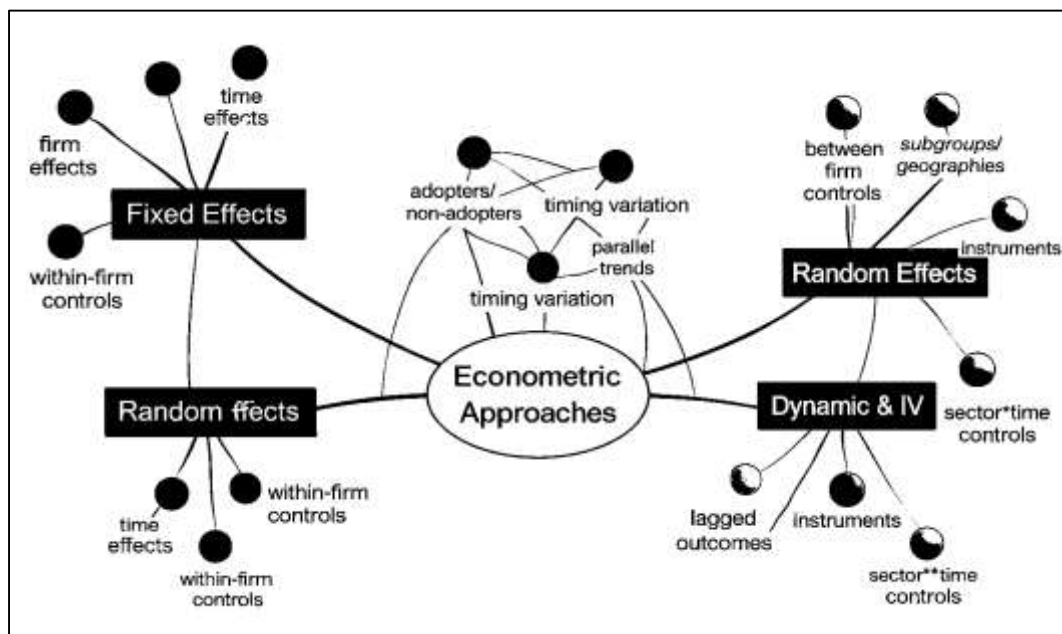 time
effects
firm
effects
Fixed Effects
within-firm
controls
adopters/
non-adopters
timing variation
parallel
trends
timing variation
between
firm
controls
subgroups/
geographies
instruments
Random Effects
Econometric
Approaches
Random ffects
time
effects
within-firm
controls
within-firm
controls
Dynamic & IV
sector*time
controls
lagged
outcomes
instruments
sector**time
controls